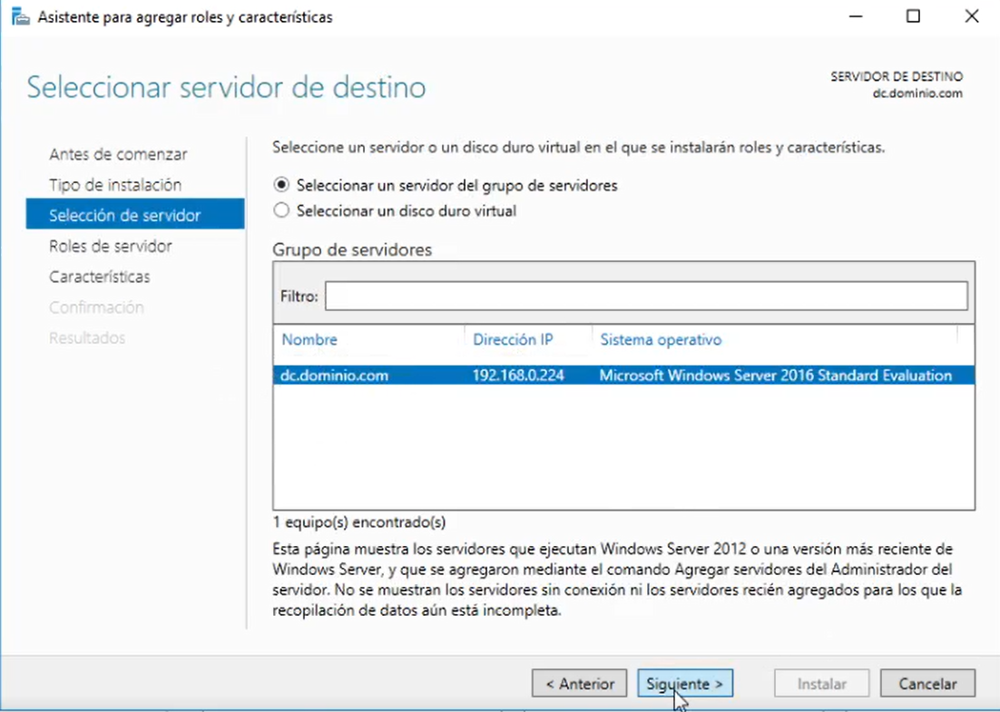 Asistente para agregar roles y características
Seleccionar servidor de destino
SERVIDOR DE DESTINO
dc.dominio.com
Antes de comenzar
Tipo de instalación
Selección de servidor
Roles de servidor
Características
Confirmación
Resultados
Seleccione un servidor o un disco duro virtual en el que se instalarán roles y características.
Seleccionar un servidor del grupo de servidores
Seleccionar un disco duro virtual
Grupo de servidores
Filtro:
Nombre Dirección IP Sistema operativo
dc.dominio.com 192.168.0.224 Microsoft Windows Server 2016 Standard Evaluation
1 equipo(s) encontrado(s)
Esta página muestra los servidores que ejecutan Windows Server 2012 o una versión más reciente de
Windows Server, y que se agregaron mediante el comando Agregar servidores del Administrador del
servidor. No se muestran los servidores sin conexión ni los servidores recién agregados para los que la
recopilación de datos aún está incompleta.
< Anterior Siguiente > Instalar Cancelar